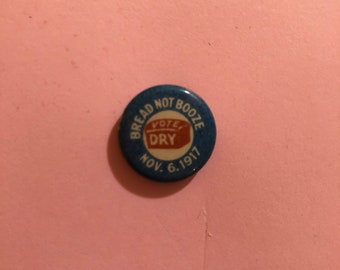 BREAD NOT BOOZE
VOTE,
DRY
NOV. 6. 1917